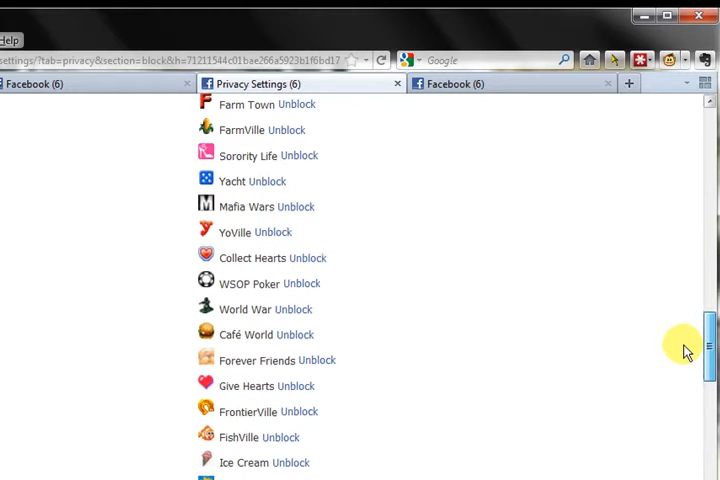 Help
settings/?tab=privacy&section=block&h=71211544c01bae266a5923b1f6bd17
Google
Facebook (6)
Privacy Settings (6)
Facebook (6)
Farm Town Unblock
FarmVille Unblock
Sorority Life Unblock
Yacht Unblock
Mafia Wars Unblock
YoVille Unblock
Collect Hearts Unblock
WSOP Poker Unblock
World War Unblock
Café World Unblock
Forever Friends Unblock
Give Hearts Unblock
FrontierVille Unblock
FishVille Unblock
Ice Cream Unblock